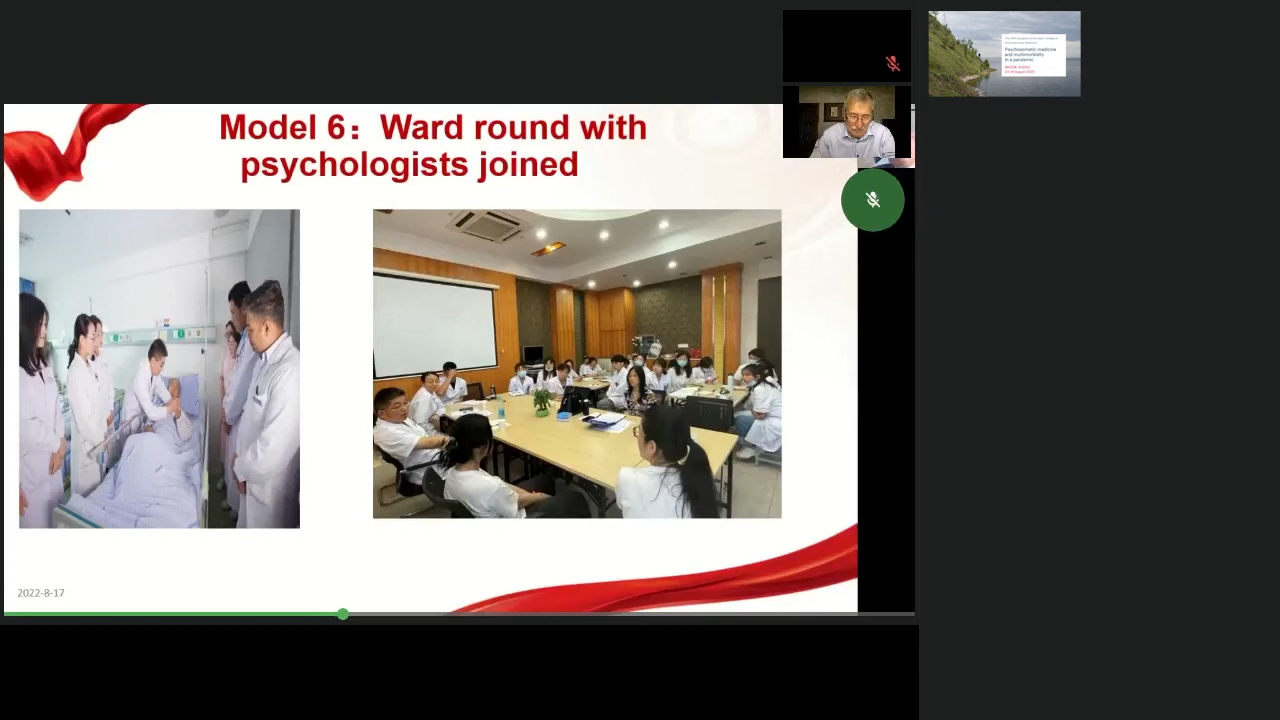 Model 6：Ward round with
psychologists joined
2022-8-17
Psychosomatic medicine
and multimorbidity
in a pandemic